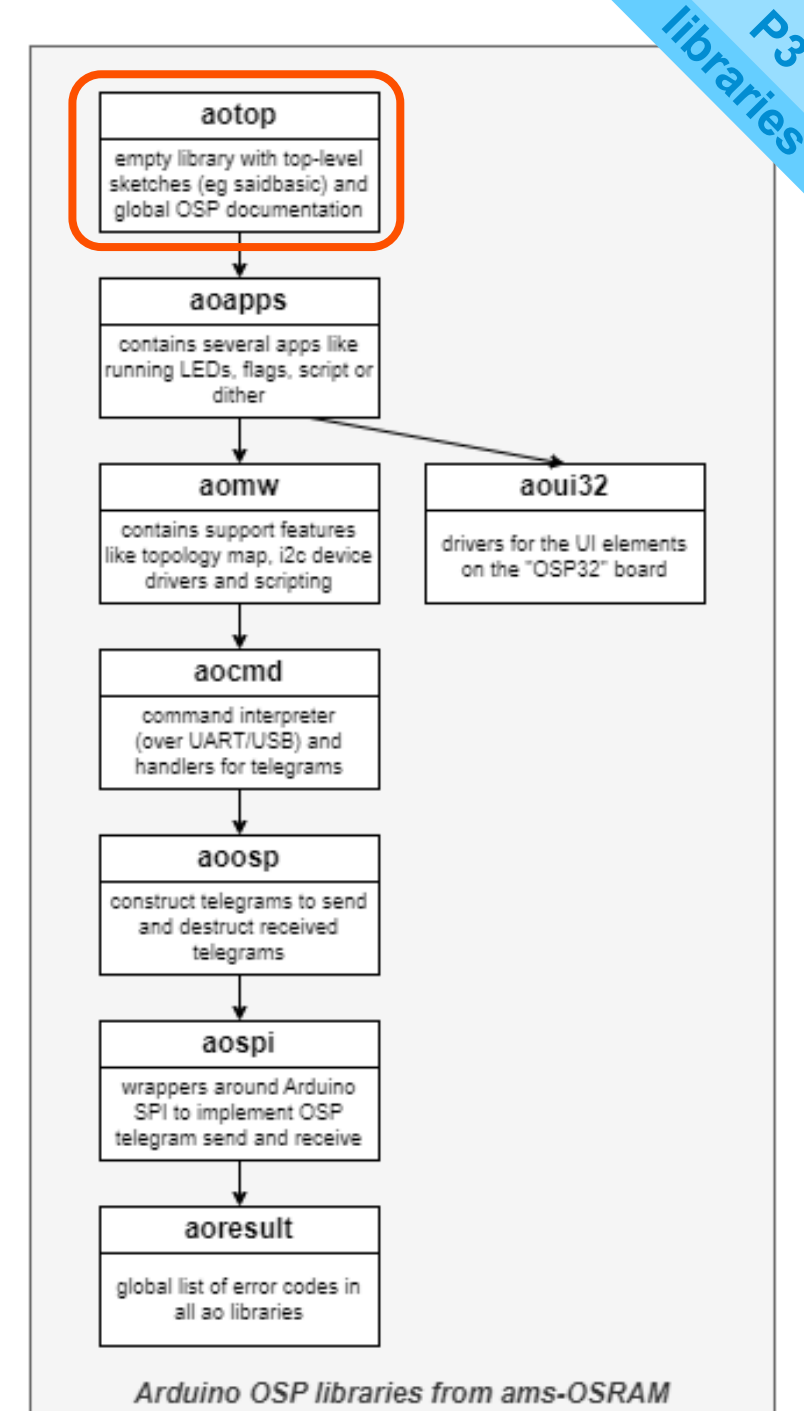 P3
libraries
aotop
empty library with top-level
sketches (eg saidbasic) and
global OSP documentation
aoapps
contains several apps like
running LEDs, flags, script or
dither
aomw
contains support features
like topology map, i2c device
drivers and scripting
aoui32
drivers for the UI elements
on the "OSP32" board
aocmd
command interpreter
(over UART/USB) and
handlers for telegrams
aoosp
construct telegrams to send
and destruct received
telegrams
aospi
wrappers around Arduino
SPI to implement OSP
telegram send and receive
aoresult
global list of error codes in
all ao libraries
Arduino OSP libraries from ams-OSRAM